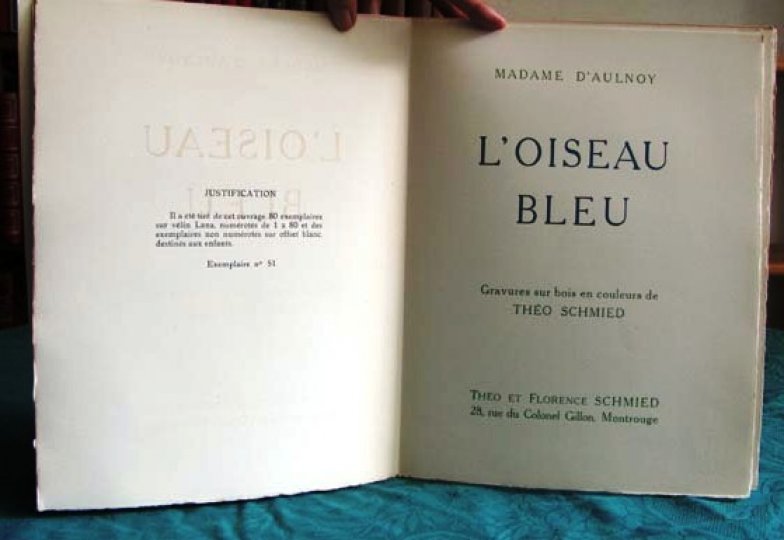 JUSTIFICATION
Il a été tiré de cet ouvrage, 80 exemplaires
sur vélin Lana, numérotés de 1 à 80 et des
exemplaires non numérotés sur offset blanc
destinés aux enfants.
Exemplaire n° 51
MADAME D'AULNOY
L'OISEAU
BLEU
Gravures sur bois en couleurs de
THÉO SCHMIED
THÉO ET FLORENCE SCHMIED
28, rue du Colonel Gillon, Montrouge